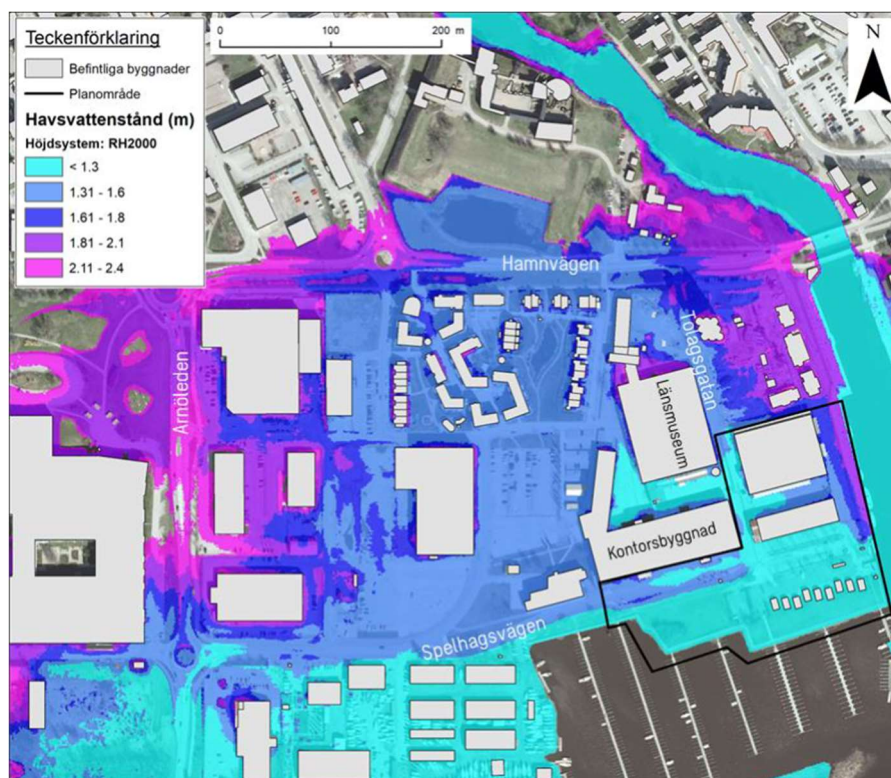 Teckenförklaring
Befintliga byggnader
Planområde
Havsvattenstånd (m)
Höjdsystem: RH2000
< 1.3
1.31 - 1.6
1.61 - 1.8
1.81 - 2.1
2.11 - 2.4
0 100 200 m
N
Hamnvägen
Arnöleden
Tolagsgatan
Länsmuseum
Kontorsbyggnad
Spelhagsvägen